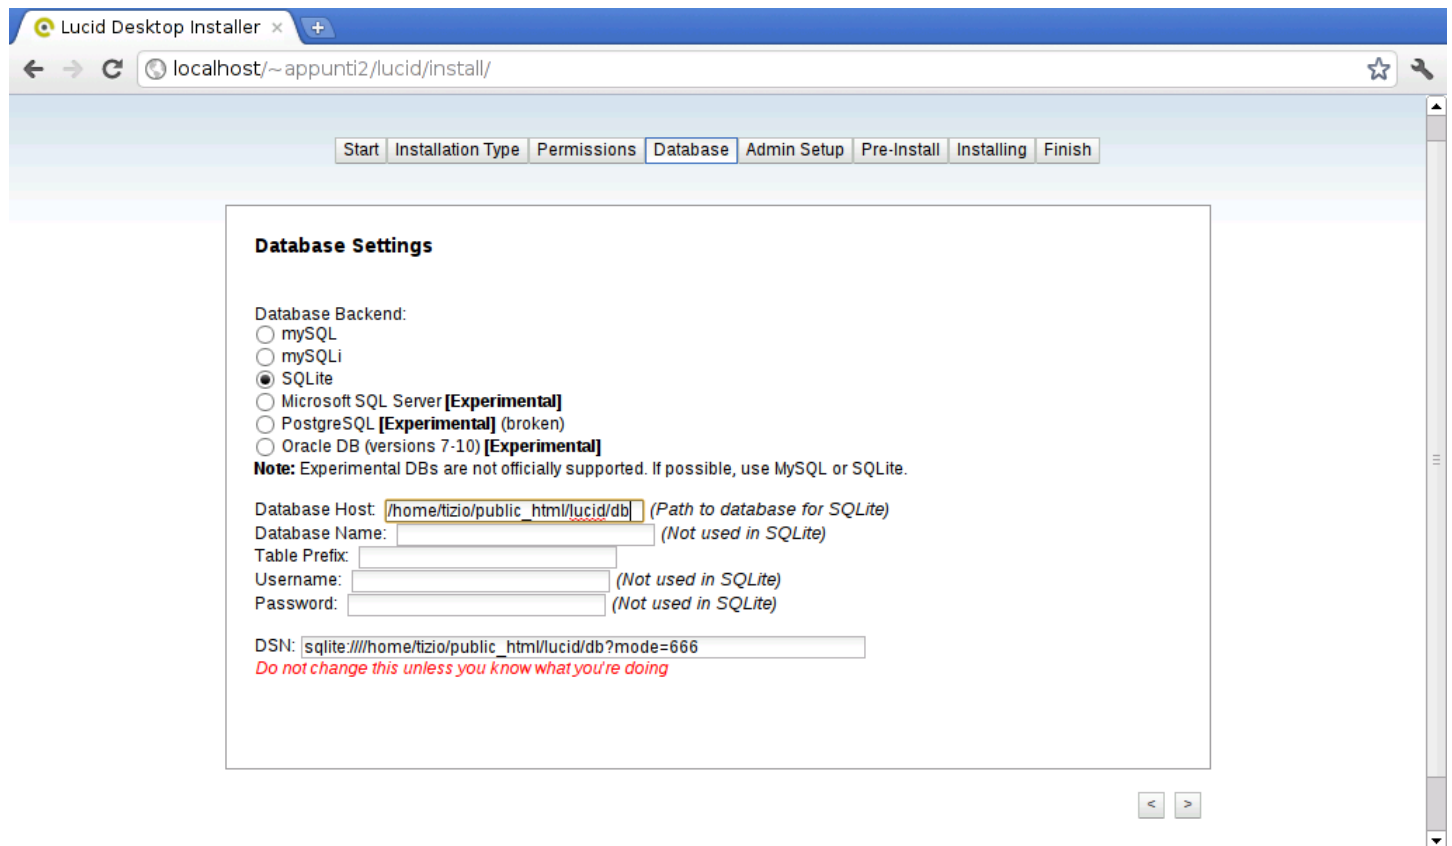 Lucid Desktop Installer
localhost/~appunti2/lucid/install/
Start Installation Type Permissions Database Admin Setup Pre-Install Installing Finish
Database Settings
Database Backend:
mySQL
mySQLi
SQLite
Microsoft SQL Server [Experimental]
PostgreSQL [Experimental] (broken)
Oracle DB (versions 7-10) [Experimental]
Note: Experimental DBs are not officially supported. If possible, use MySQL or SQLite.
Database Host: /home/tizio/public_html/lucid/db (Path to database for SQLite)
Database Name: (Not used in SQLite)
Table Prefix:
Username: (Not used in SQLite)
Password: (Not used in SQLite)
DSN: sqlite:////home/tizio/public_html/lucid/db?mode=666
Do not change this unless you know what you're doing
< >